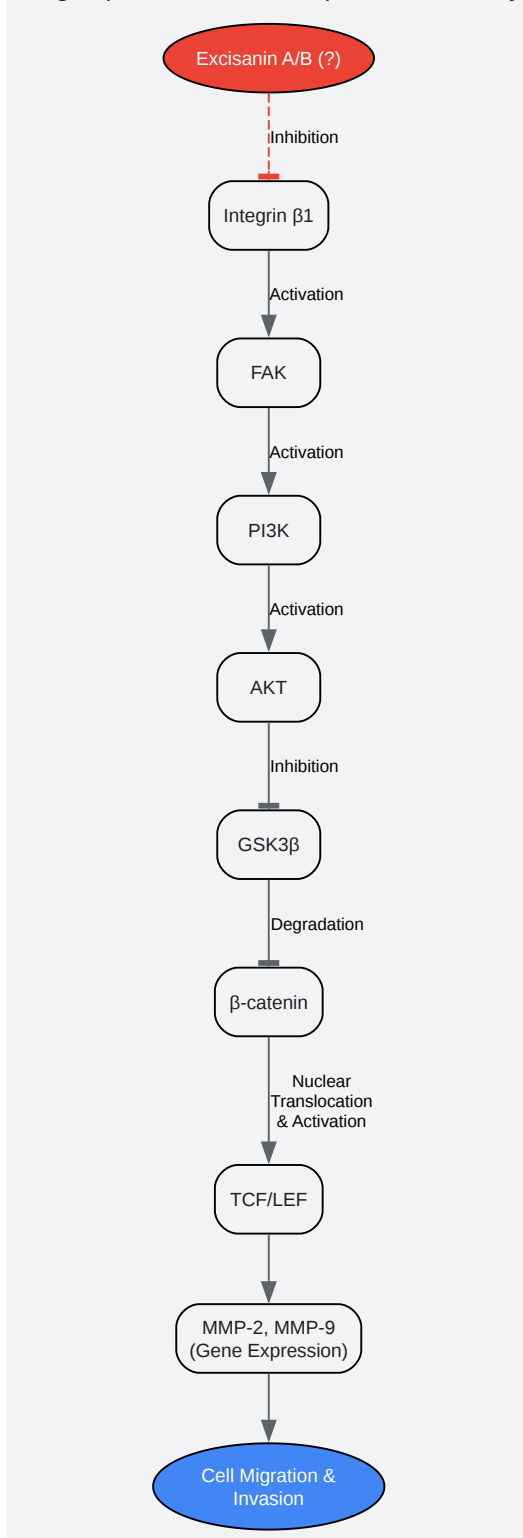 Excisanin A/B (?)
Inhibition
Integrin β1
Activation
FAK
Activation
PI3K
Activation
AKT
Inhibition
GSK3β
Degradation
β-catenin
Nuclear
Translocation
& Activation
TCF/LEF
MMP-2, MMP-9
(Gene Expression)
Cell Migration &
Invasion